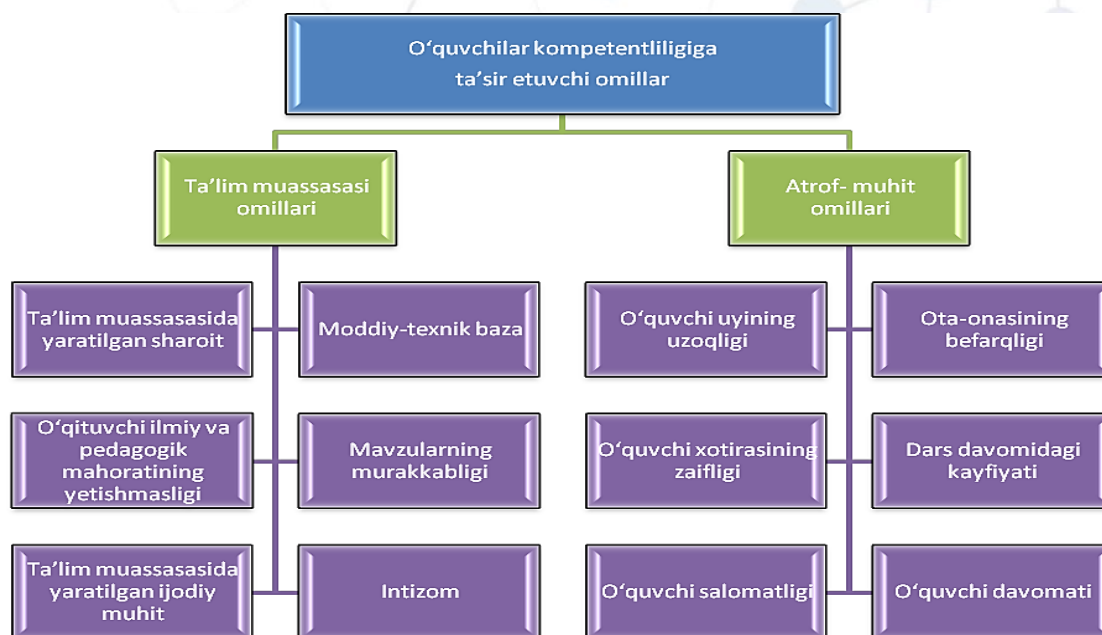 O‘quvchilar kompetentliligiga
ta’sir etuvchi omillar
Ta’lim muassasasi
omillari
Atrof- muhit
omillari
Ta’lim muassasasida
yaratilgan sharoit
Moddiy-texnik baza
O‘quvchi uyining
uzoqligi
Ota-onasining
befarqligi
O‘qituvchi ilmiy va
pedagogik
mahoratining
yetishmasligi
Mavzularning
murakkabligi
O‘quvchi xotirasining
zaifligi
Dars davomidagi
kayfiyati
Ta’lim muassasasida
yaratilgan ijodiy
muhit
Intizom
O‘quvchi salomatligi
O‘quvchi davomati